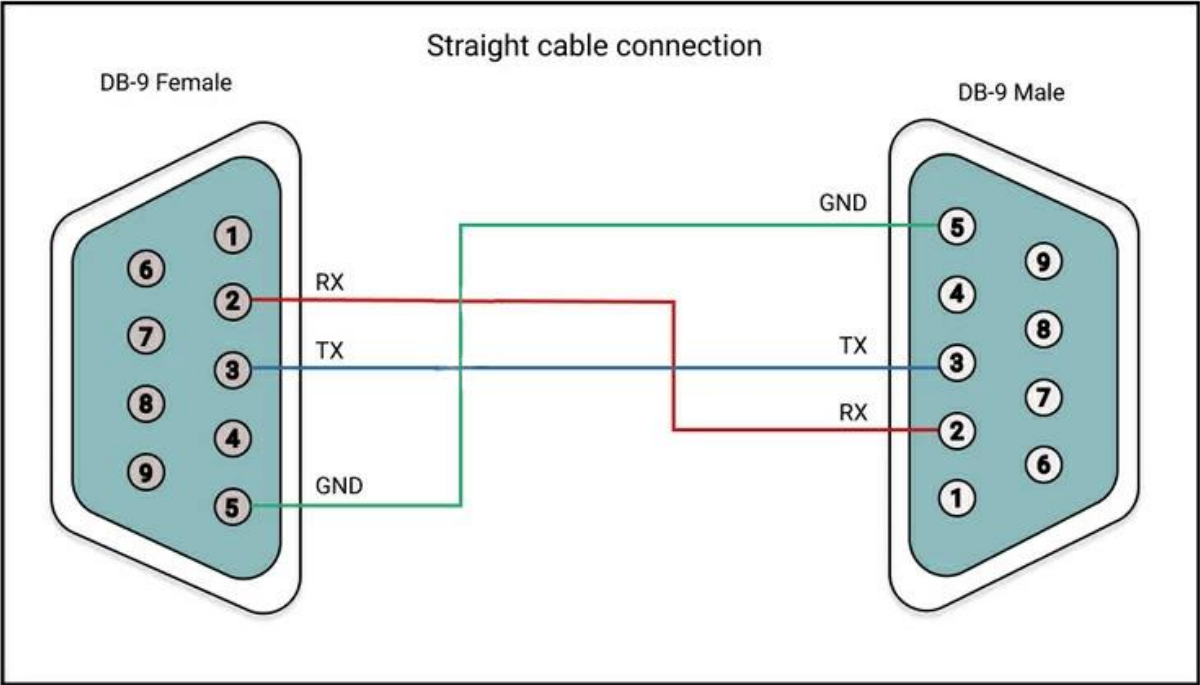 Straight cable connection
DB-9 Female
DB-9 Male
1
6
2
7
3
8
4
9
5
RX
TX
GND
GND
TX
RX
5
9
4
8
3
7
2
6
1